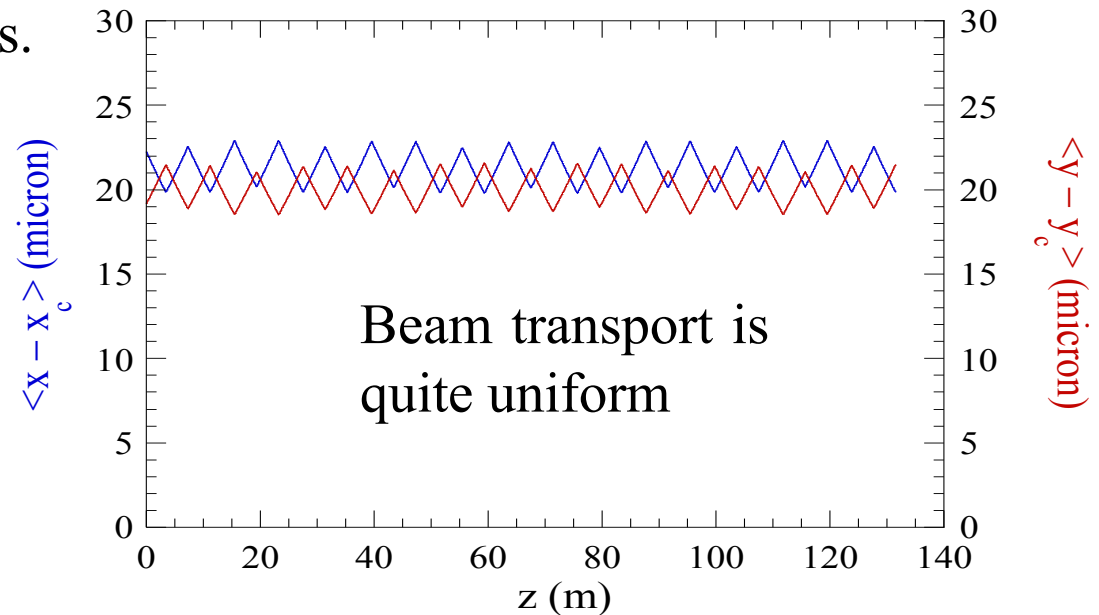 s.
30
25
20
15
10
5
0
30
25
20
15
10
5
0
<x – x_c> (micron)
<y – y_c> (micron)
Beam transport is
quite uniform
0 20 40 60 80 100 120 140
z (m)